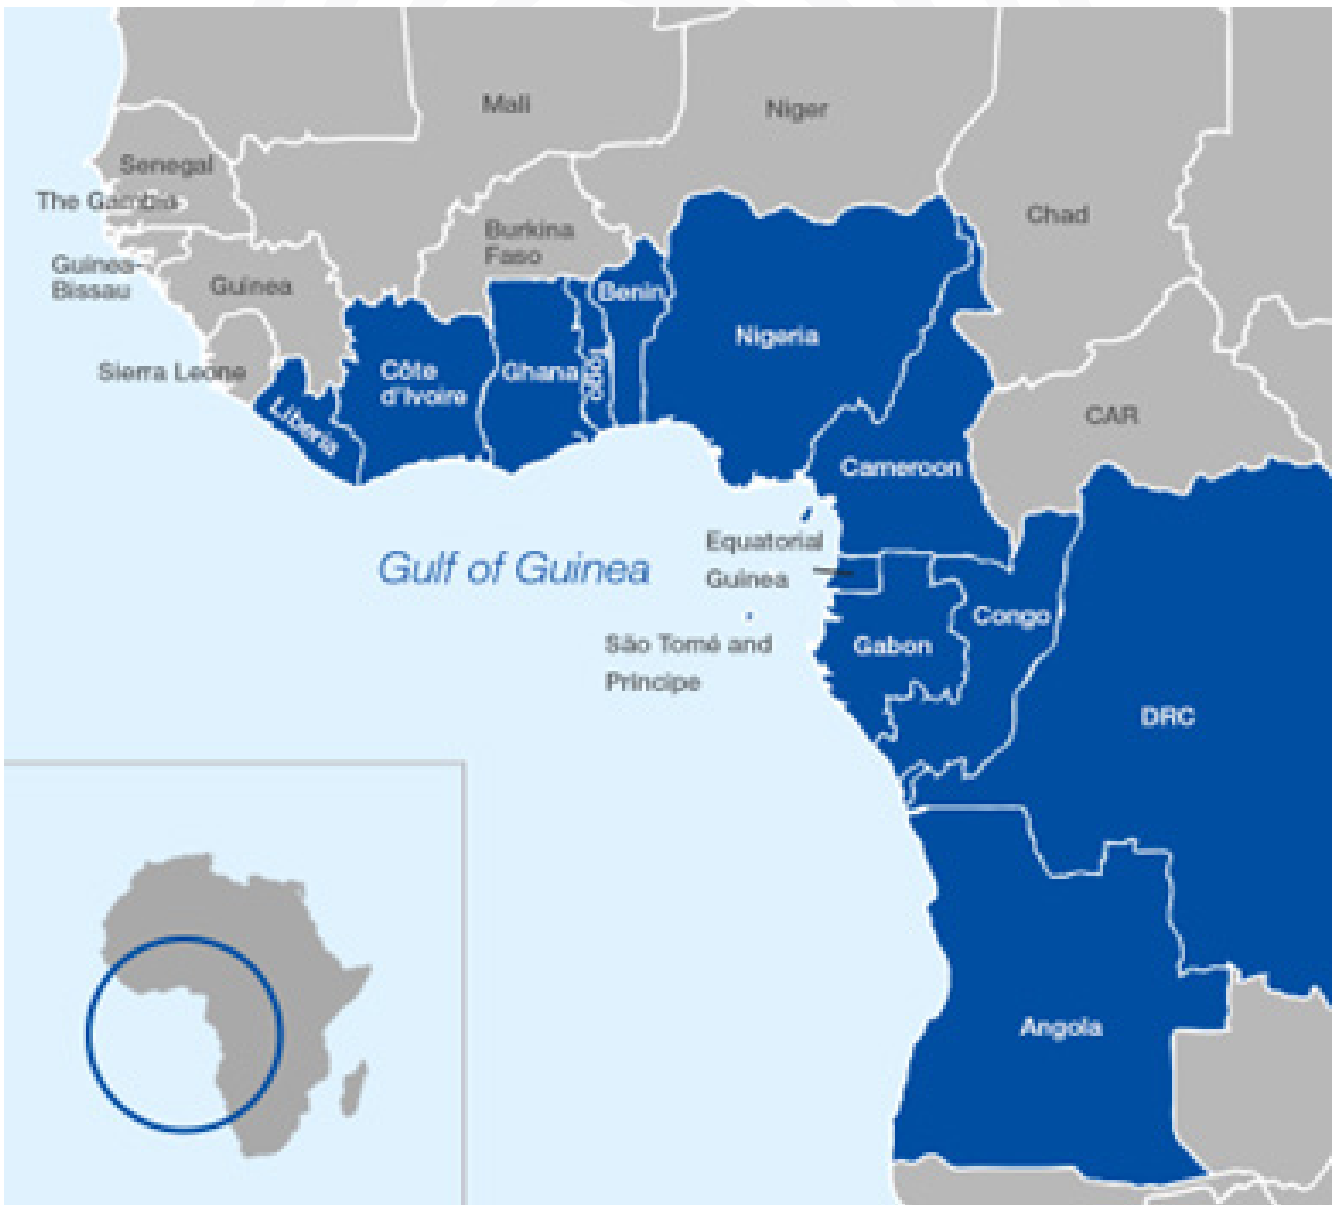 Mali
Niger
Senegal
The Gambia
Chad
Burkina
Faso
Guinea-
Bissau
Guinea
Benin
Nigeria
Sierra Leone
Côte
d'Ivoire
Ghana
Togo
Liberia
CAR
Cameroon
Equatorial
Guinea
Gulf of Guinea
Congo
São Tomé and
Principe
Gabon
DRC
Angola